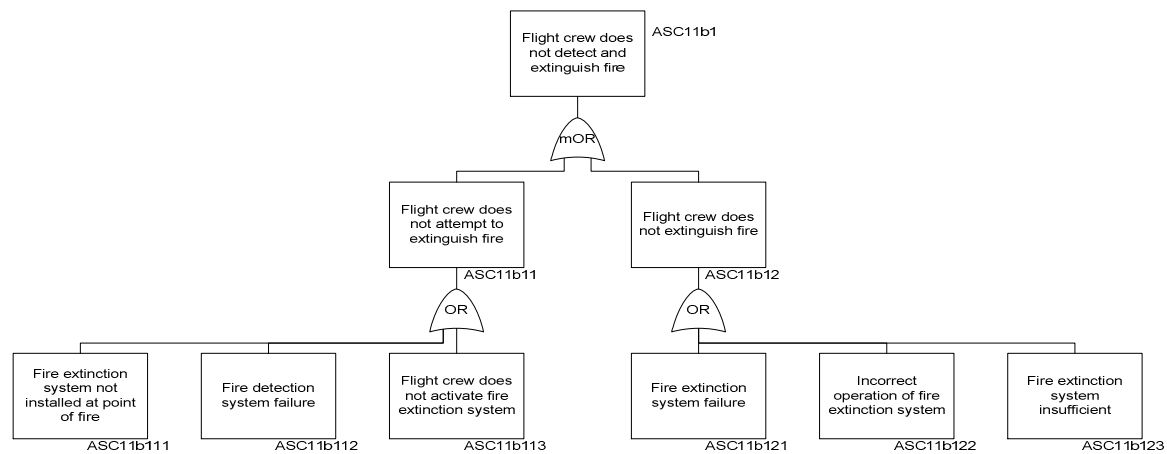 Flight crew does
not detect and
extinguish fire
ASC11b1
mOR
Flight crew does
not attempt to
extinguish fire
ASC11b11
Flight crew does
not extinguish fire
ASC11b12
OR
OR
Fire extinction
system not
installed at point
of fire
ASC11b111
Fire detection
system failure
ASC11b112
Flight crew does
not activate fire
extinction system
ASC11b113
Fire extinction
system failure
ASC11b121
Incorrect
operation of fire
extinction system
ASC11b122
Fire extinction
system
insufficient
ASC11b123